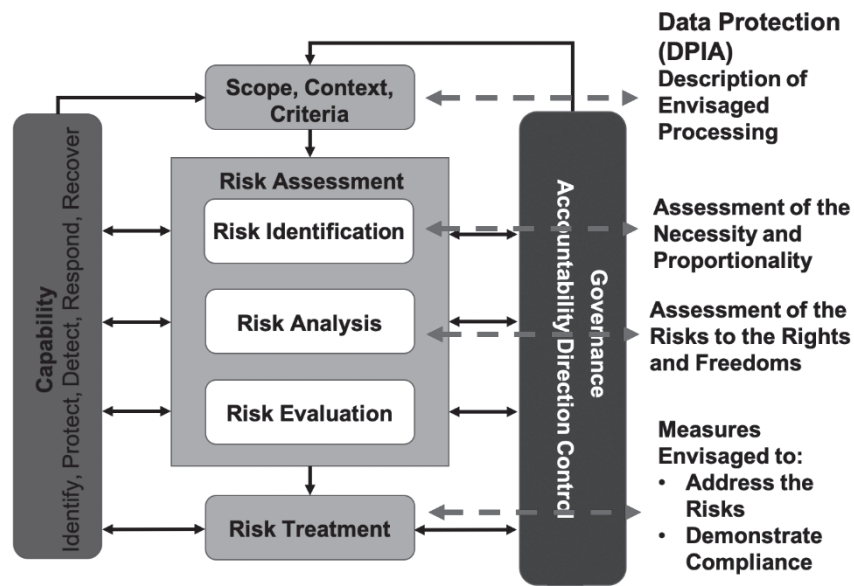 Data Protection
(DPIA)
Description of
Envisaged
Processing
Scope, Context,
Criteria
Capability
Identify, Protect, Detect, Respond, Recover
Risk Assessment
Risk Identification
Risk Analysis
Risk Evaluation
Risk Treatment
Governance
Accountability Direction Control
Assessment of the
Necessity and
Proportionality
Assessment of the
Risks to the Rights
and Freedoms
Measures
Envisaged to:
• Address the
Risks
• Demonstrate
Compliance